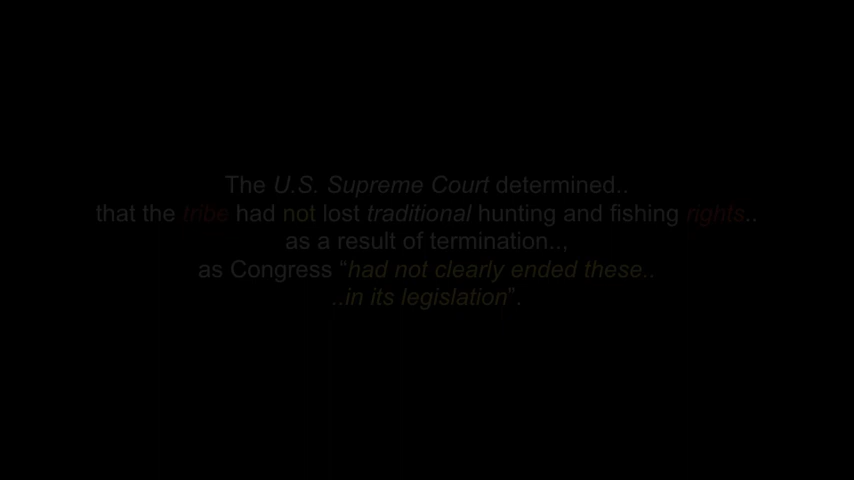 The U.S. Supreme Court determined..
that the tribe had not lost traditional hunting and fishing rights..
as a result of termination..,
as Congress “had not clearly ended these..
..in its legislation”.